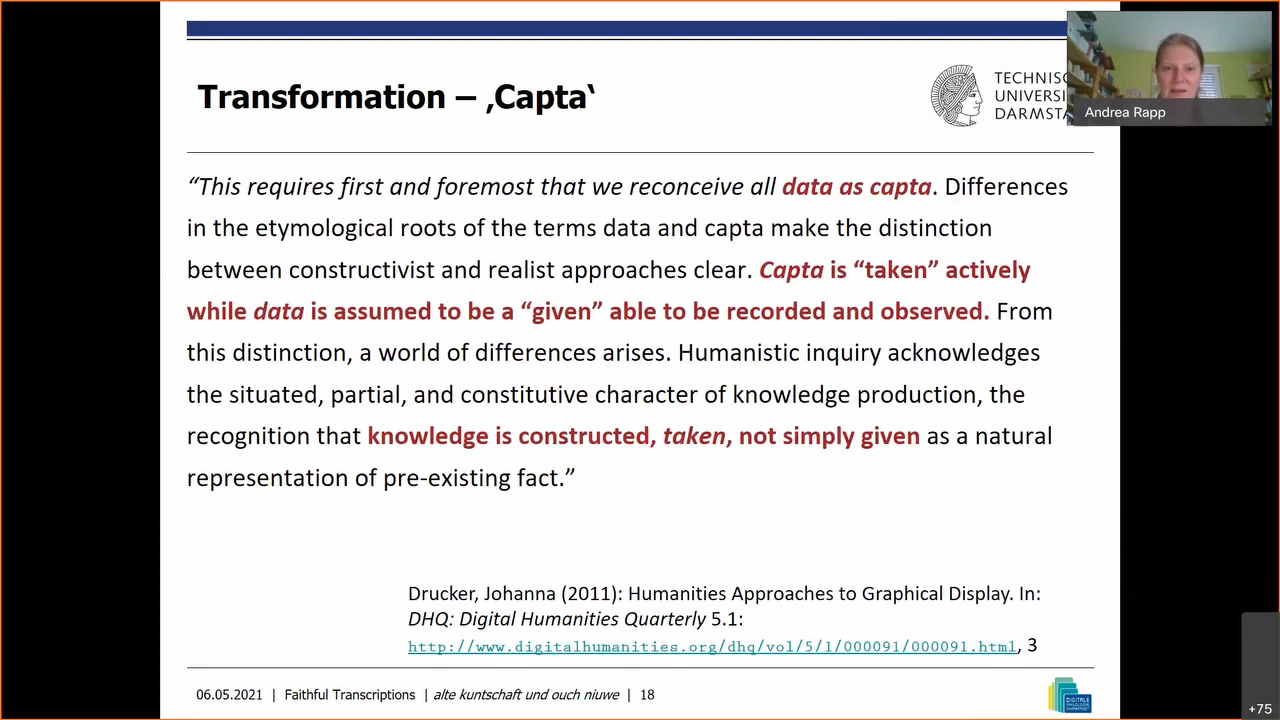 Transformation – ‚Capta‘
TECHNISC
UNIVERSI
DARMSTA
Andrea Rapp
“This requires first and foremost that we reconceive all data as capta. Differences
in the etymological roots of the terms data and capta make the distinction
between constructivist and realist approaches clear. Capta is “taken” actively
while data is assumed to be a “given” able to be recorded and observed. From
this distinction, a world of differences arises. Humanistic inquiry acknowledges
the situated, partial, and constitutive character of knowledge production, the
recognition that knowledge is constructed, taken, not simply given as a natural
representation of pre-existing fact.”
Drucker, Johanna (2011): Humanities Approaches to Graphical Display. In:
DHQ: Digital Humanities Quarterly 5.1:
http://www.digitalhumanities.org/dhq/vol/5/1/000091/000091.html, 3
06.05.2021 | Faithful Transcriptions | alte kuntschaft und ouch niuwe | 18
DIGITALE
PHILOLOGIE
DARMSTADT
+75